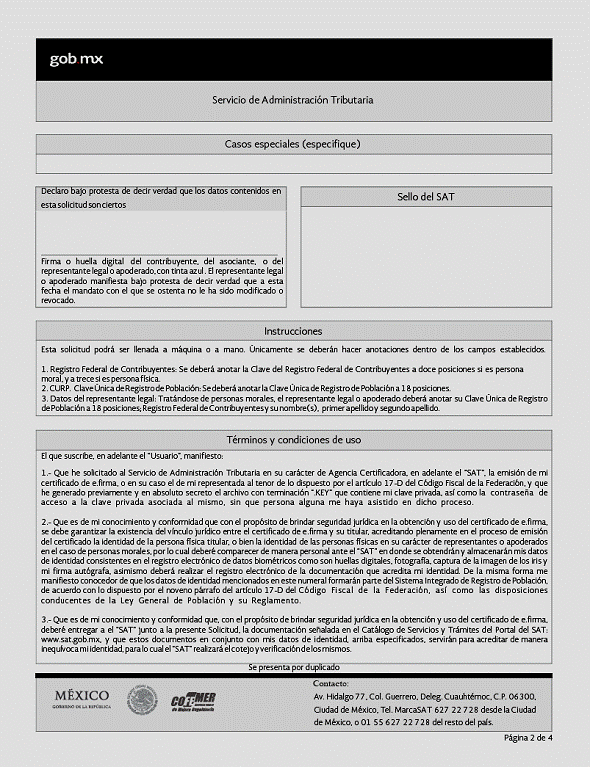 gob.mx
Servicio de Administración Tributaria
Casos especiales (especifique)
Declaro bajo protesta de decir verdad que los datos contenidos en
esta solicitud son ciertos
Firma o huella digital del contribuyente, del asociante, o del
representante legal o apoderado, con tinta azul. El representante legal
o apoderado manifiesta bajo protesta de decir verdad que a esta
fecha el mandato con el que se ostenta no le ha sido modificado o
revocado.
Sello del SAT
Instrucciones
Esta solicitud podrá ser llenada a máquina o a mano. Únicamente se deberán hacer anotaciones dentro de los campos establecidos.
1. Registro Federal de Contribuyentes: Se deberá anotar la Clave del Registro Federal de Contribuyentes a doce posiciones si es persona
moral, y a trece si es persona física.
2. CURP. Clave Única de Registro de Población: Se deberá anotar la Clave Única de Registro de Población a 18 posiciones.
3. Datos del representante legal: Tratándose de personas morales, el representante legal o apoderado deberá anotar su Clave Única de Registro
de Población a 18 posiciones; Registro Federal de Contribuyentes y su nombre(s), primer apellido y segundo apellido.
Términos y condiciones de uso
El que suscribe, en adelante el "Usuario", manifiesto:
1.- Que he solicitado al Servicio de Administración Tributaria en su carácter de Agencia Certificadora, en adelante el "SAT", la emisión de mi
certificado de e.firma, o en su caso el de mi representada al tenor de lo dispuesto por el artículo 17-D del Código Fiscal de la Federación, y que
he generado previamente y en absoluto secreto el archivo con terminación ".KEY" que contiene mi clave privada, así como la contraseña de
acceso a la clave privada asociada al mismo, sin que persona alguna me haya asistido en dicho proceso.
2.- Que es de mi conocimiento y conformidad que con el propósito de brindar seguridad jurídica en la obtención y uso del certificado de e.firma,
se debe garantizar la existencia del vínculo jurídico entre el certificado de e.firma y su titular, acreditando plenamente en el proceso de emisión
del certificado la identidad de la persona física titular, o bien la identidad de las personas físicas en su carácter de representantes o apoderados
en el caso de personas morales, por lo cual deberé comparecer de manera personal ante el "SAT" en donde se obtendrán y almacenarán mis datos
de identidad consistentes en el registro electrónico de datos biométricos como son huellas digitales, fotografía, captura de la imagen de los iris y
mi firma autógrafa, asimismo deberá realizar el registro electrónico de la documentación que acredita mi identidad. De la misma forma me
manifiesto conocedor de que los datos de identidad mencionados en este numeral formarán parte del Sistema Integrado de Registro de Población,
de acuerdo con lo dispuesto por el noveno párrafo del artículo 17-D del Código Fiscal de la Federación, así como las disposiciones
conducentes de la Ley General de Población y su Reglamento.
3.- Que es de mi conocimiento y conformidad que, con el propósito de brindar seguridad jurídica en la obtención y uso del certificado de e.firma,
deberé entregar a el "SAT" junto a la presente Solicitud, la documentación señalada en el Catálogo de Servicios y Trámites del Portal del SAT:
www.sat.gob.mx, y que estos documentos en conjunto con mis datos de identidad, arriba especificados, servirán para acreditar de manera
inequívoca mi identidad, para lo cual el "SAT" realizará el cotejo y verificación de los mismos.
Se presenta por duplicado
MÉXICO
GOBIERNO DE LA REPÚBLICA
COFEMER
de Mejora Regulatoria
Contacto:
Av. Hidalgo 77, Col. Guerrero, Deleg. Cuauhtémoc, C.P. 06300,
Ciudad de México, Tel. MarcaSAT 627 22 728 desde la Ciudad
de México, o 01 55 627 22 728 del resto del país.
Página 2 de 4